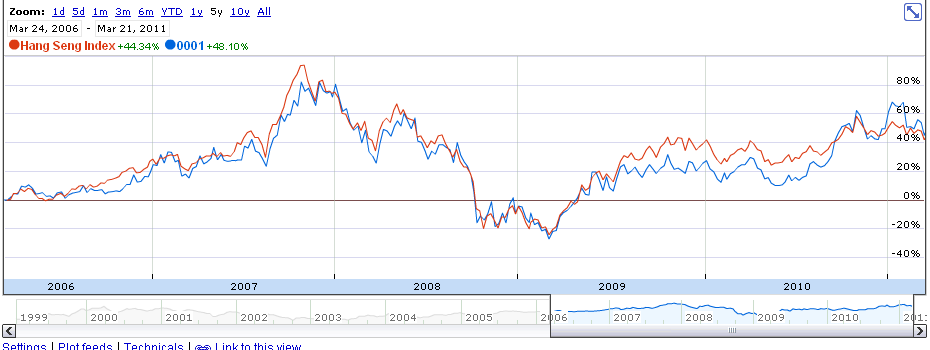 Zoom: 1d 5d 1m 3m 6m YTD 1y 5y 10y All
Mar 24, 2006 - Mar 21, 2011
Hang Seng Index +44.34% 0001 +48.10%
80%
60%
40%
20%
0%
-20%
-40%
2006 2007 2008 2009 2010
1999 2000 2001 2002 2003 2004 2005 2006 2007 2008 2009 2010 2011
Settings | Plot feeds | Technicals | Link to this view